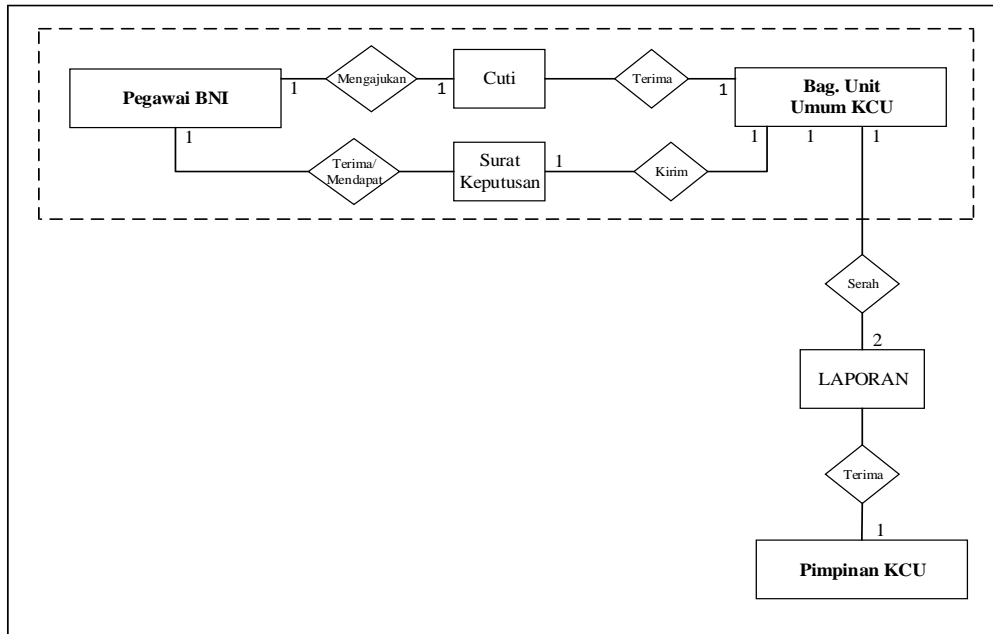 Pegawai BNI
1
Mengajukan
1
Cuti
Terima
1
Bag. Unit
Umum KCU
1
Terima/
Mendapat
Surat
Keputusan
1
Kirim
1
1
1
Serah
2
LAPORAN
Terima
1
Pimpinan KCU